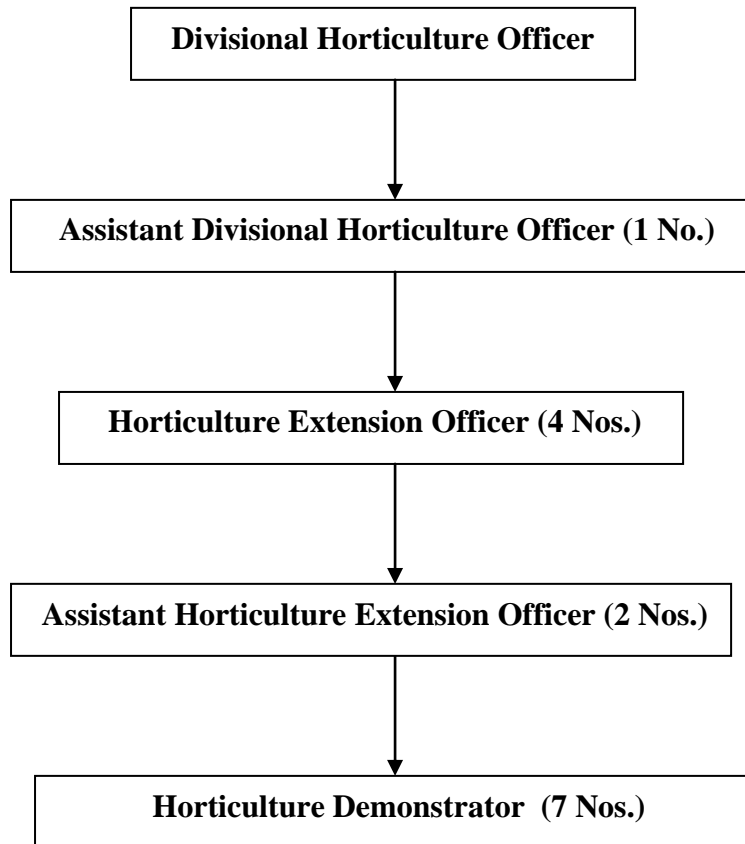 Divisional Horticulture Officer
Assistant Divisional Horticulture Officer (1 No.)
Horticulture Extension Officer (4 Nos.)
Assistant Horticulture Extension Officer (2 Nos.)
Horticulture Demonstrator (7 Nos.)